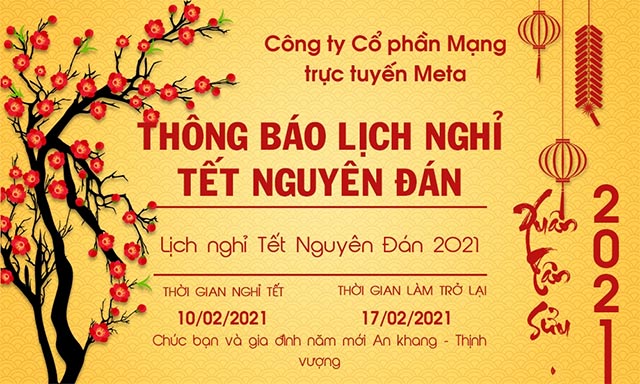 Công ty Cổ phần Mạng
trực tuyến Meta
THÔNG BÁO LỊCH NGHỈ
TẾT NGUYÊN ĐÁN
Lịch nghỉ Tết Nguyên Đán 2021
THỜI GIAN NGHỈ TẾT
10/02/2021
THỜI GIAN LÀM TRỞ LẠI
17/02/2021
Chúc bạn và gia đình năm mới An khang - Thịnh
vượng
Xuân
Tân
Sửu
2021